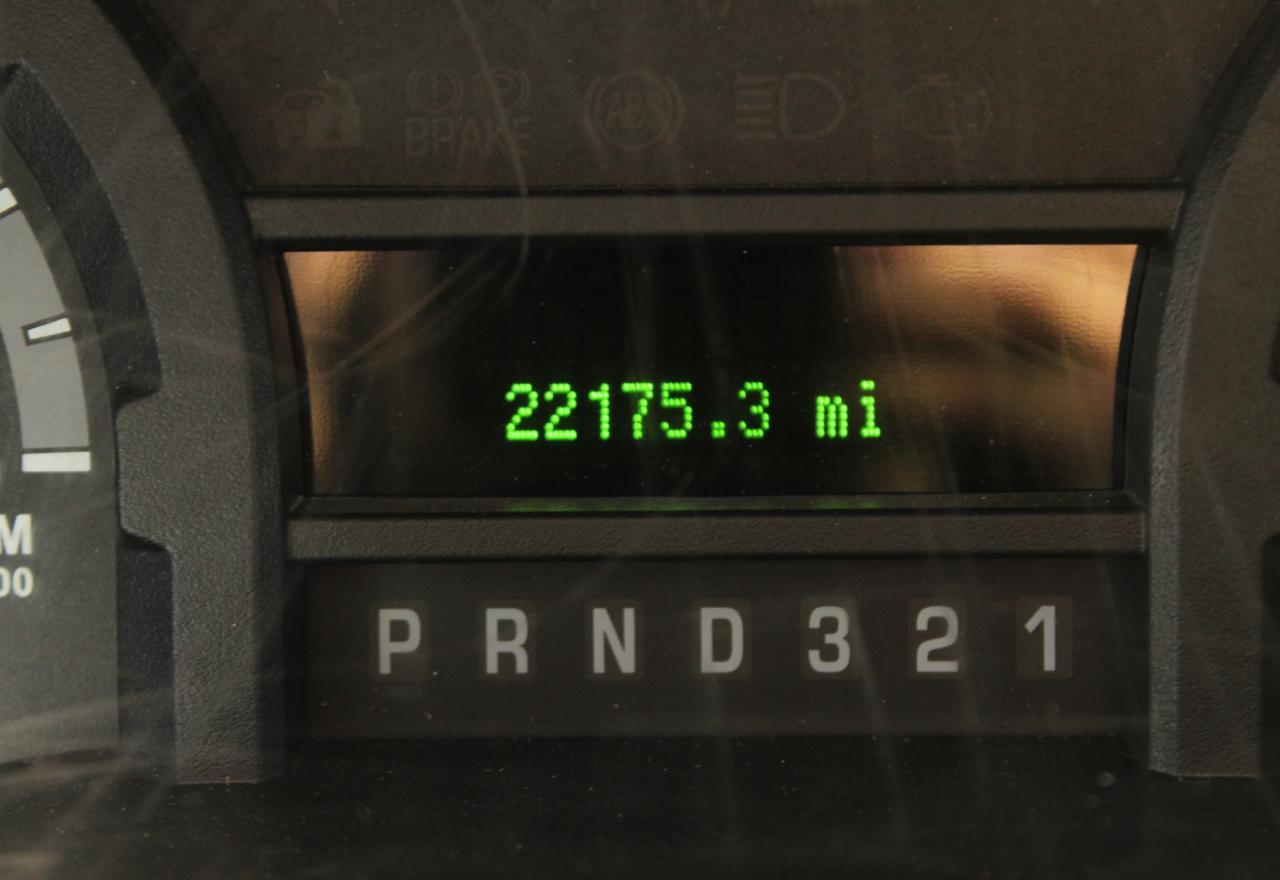 BRAKE ABS
22175.3 mi
M
00
P R N D 3 2 1